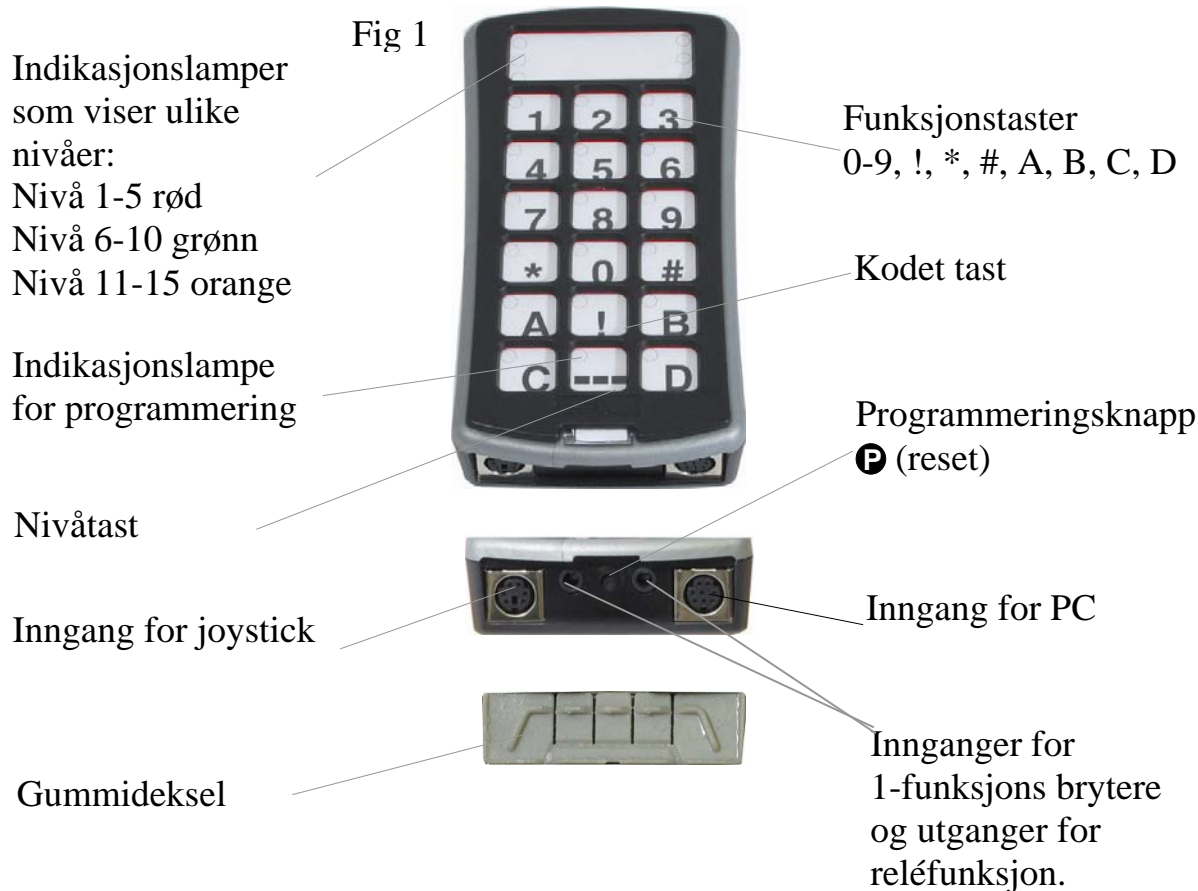 Fig 1
Indikasjonslamper
som viser ulike
nivåer:
Nivå 1-5 rød
Nivå 6-10 grønn
Nivå 11-15 orange
Indikasjonslampe
for programmering
Nivåtast
Inngang for joystick
Gummideksel
1 2 3
4 5 6
7 8 9
* 0 #
A ! B
C --- D
Funksjonstaster
0-9, !, *, #, A, B, C, D
Kodet tast
Programmeringsknapp
P (reset)
Inngang for PC
Innganger for
1-funksjons brytere
og utganger for
reléfunksjon.